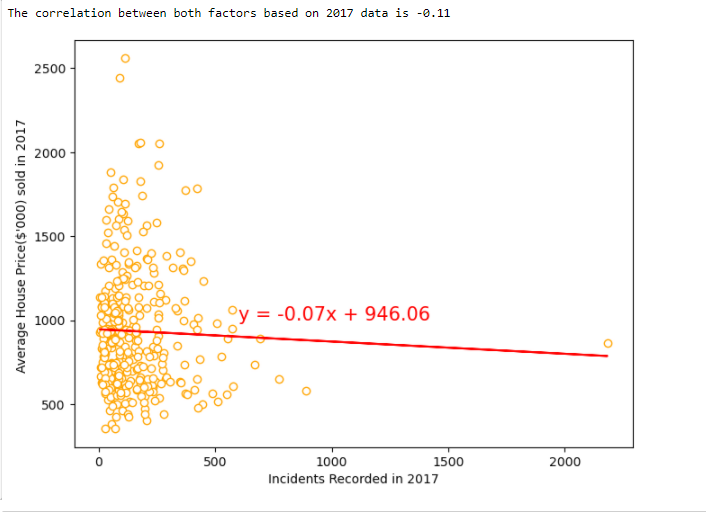 The correlation between both factors based on 2017 data is -0.11
2500
2000
1500
1000
500
Average House Price($'000) sold in 2017
y = -0.07x + 946.06
0
500
1000
1500
2000
Incidents Recorded in 2017